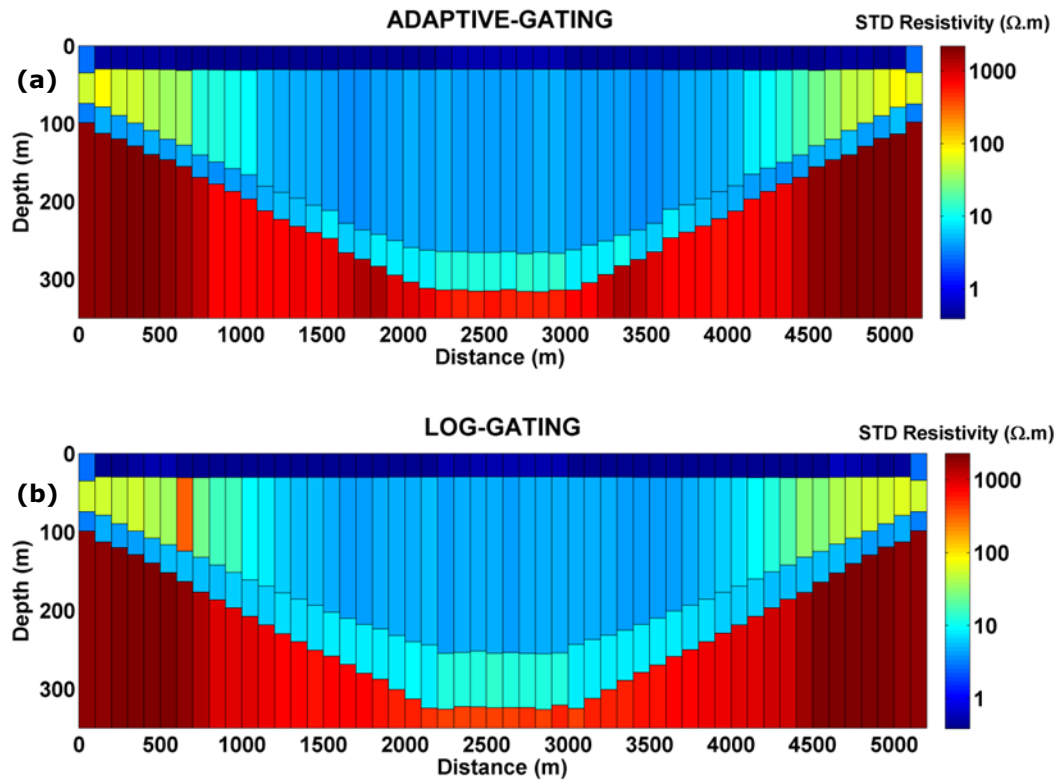 ADAPTIVE-GATING
STD Resistivity (Ω.m)
(a)
0
100
200
300
Depth (m)
1000
100
10
1
0 500 1000 1500 2000 2500 3000 3500 4000 4500 5000
Distance (m)
LOG-GATING
STD Resistivity (Ω.m)
(b)
0
100
200
300
Depth (m)
1000
100
10
1
0 500 1000 1500 2000 2500 3000 3500 4000 4500 5000
Distance (m)